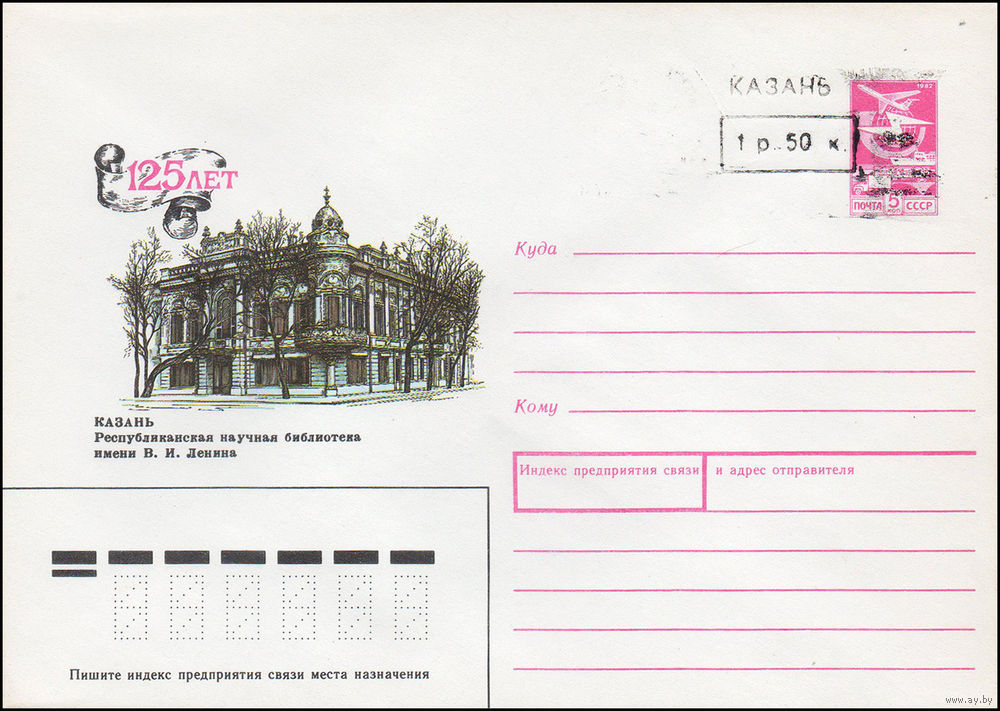 КАЗАНЬ
1 р. 50 к.
1982
ПОЧТА 5 КОП СССР
125 ЛЕТ
КАЗАНЬ
Республиканская научная библиотека
имени В. И. Ленина
Куда
Кому
Индекс предприятия связи
и адрес отправителя
Пишите индекс предприятия связи места назначения
www.ay.by